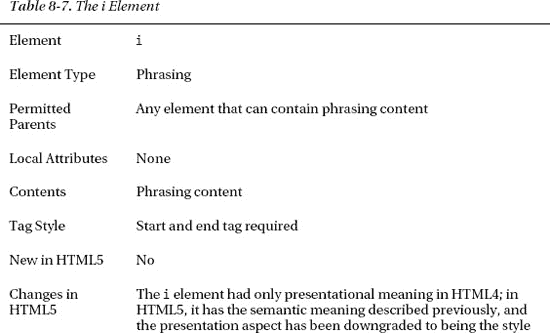 Table 8-7. The i Element
Element i
Element Type Phrasing
Permitted Any element that can contain phrasing content
Parents
Local Attributes None
Contents Phrasing content
Tag Style Start and end tag required
New in HTML5 No
Changes in The i element had only presentational meaning in HTML4; in
HTML5 HTML5, it has the semantic meaning described previously, and
the presentation aspect has been downgraded to being the style